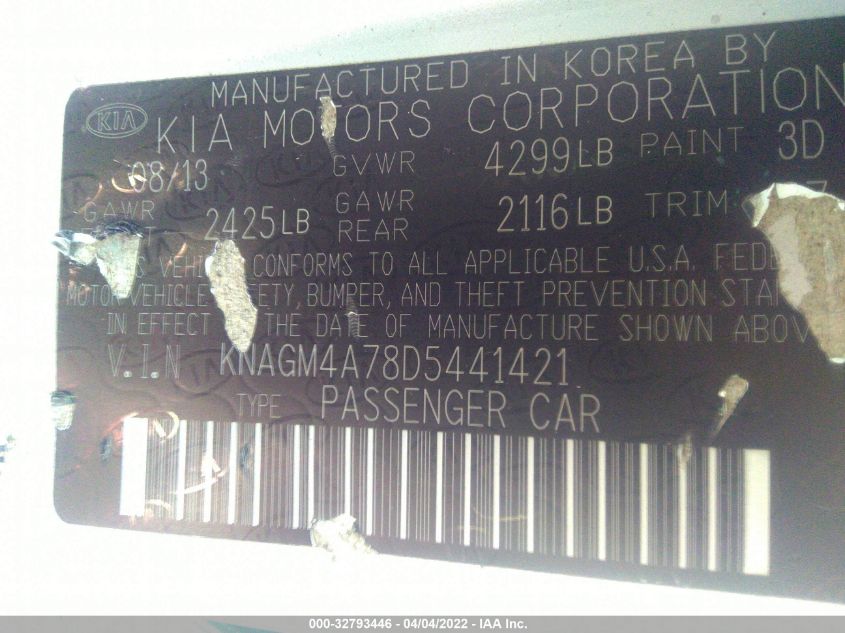 MANUFACTURED IN KOREA BY
KIA
KIA MOTORS CORPORATION
08/13 GVWR 4299LB PAINT 3D
GAWR 2425LB GAWR REAR 2116LB TRIM
VEHICLE CONFORMS TO ALL APPLICABLE U.S.A.
MOTOR VEHICLE BUMPER, AND THEFT PREVENTION
IN EFFECT THE DATE OF MANUFACTURE SHOWN ABOVE
V.I.N KNAGM4A78D5441421
TYPE PASSENGER CAR
000-32793446 - 04/04/2022 - IAA Inc.